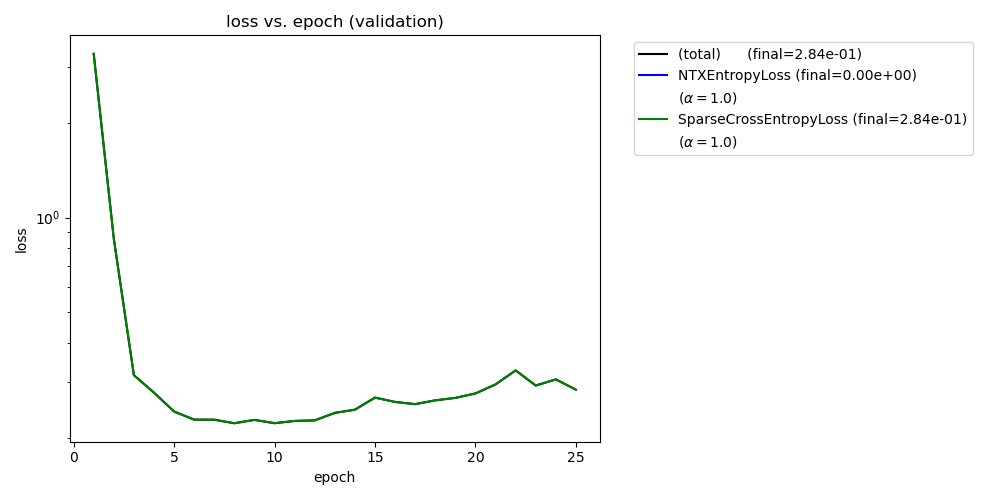 loss vs. epoch (validation)
(total) (final=2.84e-01)
NTXEntropyLoss (final=0.00e+00)
(α = 1.0)
SparseCrossEntropyLoss (final=2.84e-01)
(α = 1.0)
loss
10⁰
0 5 10 15 20 25
epoch